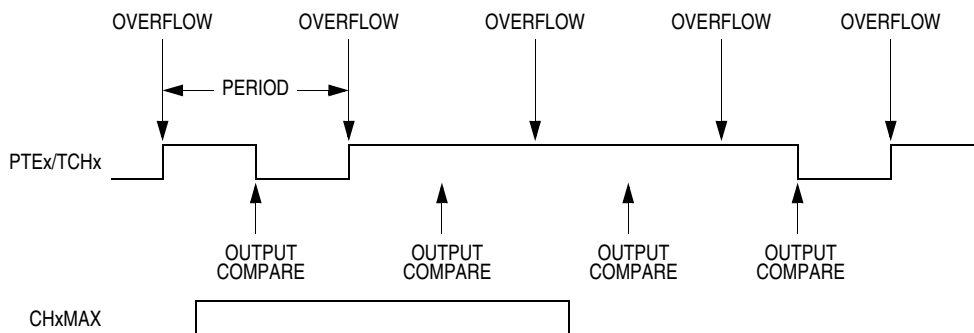 OVERFLOW OVERFLOW OVERFLOW OVERFLOW OVERFLOW
PERIOD
PTEx/TCHx
OUTPUT
COMPARE
OUTPUT
COMPARE
OUTPUT
COMPARE
OUTPUT
COMPARE
CHxMAX